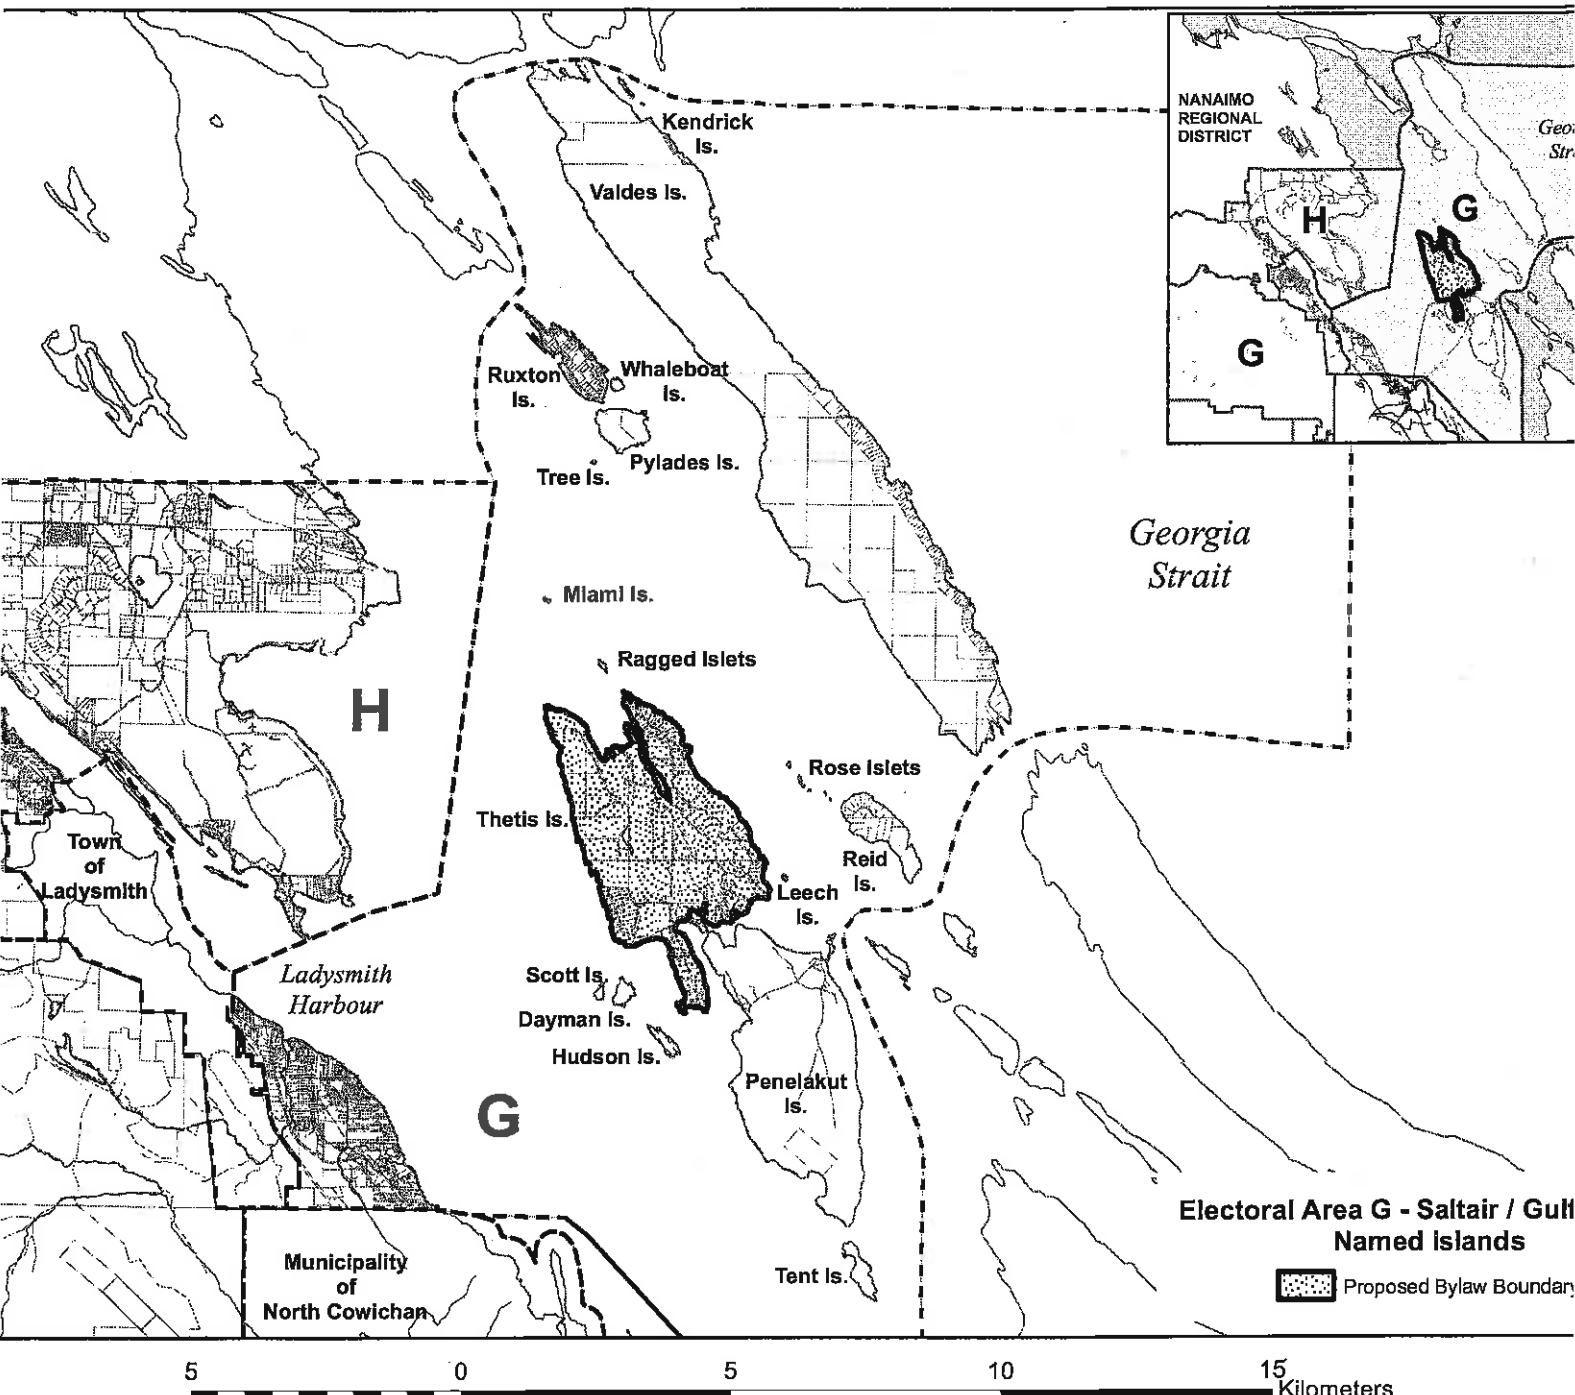 Kendrick
Is.
Valdes Is.
NANAIMO
REGIONAL
DISTRICT
H
G
G
Ruxton
Is.
Whaleboat
Is.
Pylades Is.
Tree Is.
Georgia
Strait
Miami Is.
Ragged Islets
H
Rose Islets
Thetis Is.
Town
of
Ladysmith
Reid
Is.
Leech
Is.
Ladysmith
Harbour
Scott Is.
Dayman Is.
Hudson Is.
Penelakut
Is.
G
Electoral Area G - Saltair / Gulf
Named Islands
Proposed Bylaw Boundary
Municipality
of
North Cowichan
Tent Is.
5 0 5 10 15
Kilometers